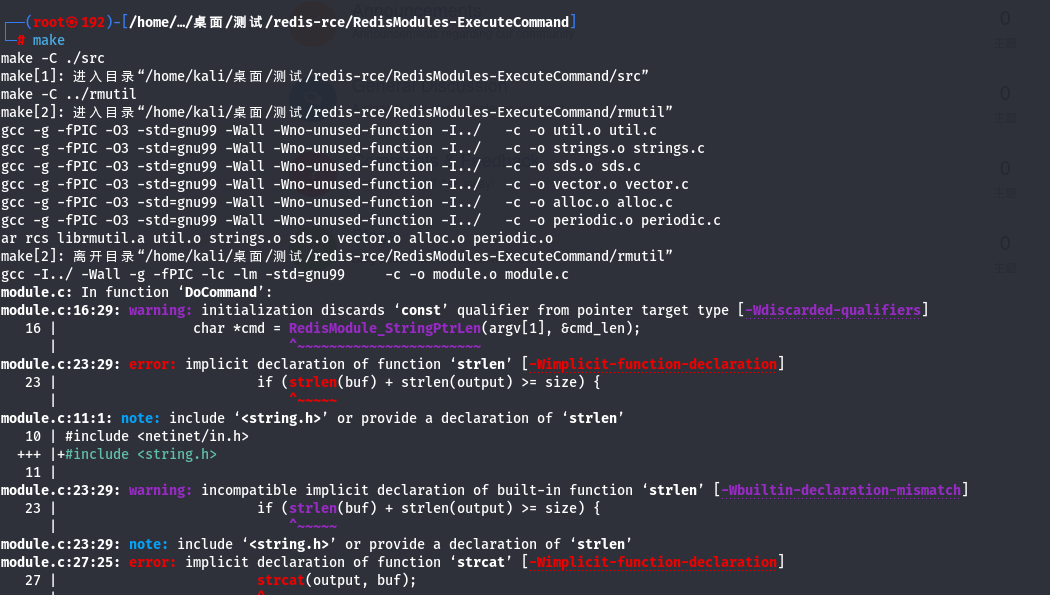 ┌──(root㉿192)-[/home/…/桌面/测试/redis-rce/RedisModules-ExecuteCommand]
└─# make
make -C ./src
make[1]: 进入目录“/home/kali/桌面/测试/redis-rce/RedisModules-ExecuteCommand/src”
make -C ../rmutil
make[2]: 进入目录“/home/kali/桌面/测试/redis-rce/RedisModules-ExecuteCommand/rmutil”
gcc -g -fPIC -O3 -std=gnu99 -Wall -Wno-unused-function -I../   -c -o util.o util.c
gcc -g -fPIC -O3 -std=gnu99 -Wall -Wno-unused-function -I../   -c -o strings.o strings.c
gcc -g -fPIC -O3 -std=gnu99 -Wall -Wno-unused-function -I../   -c -o sds.o sds.c
gcc -g -fPIC -O3 -std=gnu99 -Wall -Wno-unused-function -I../   -c -o vector.o vector.c
gcc -g -fPIC -O3 -std=gnu99 -Wall -Wno-unused-function -I../   -c -o alloc.o alloc.c
gcc -g -fPIC -O3 -std=gnu99 -Wall -Wno-unused-function -I../   -c -o periodic.o periodic.c
ar rcs librmutil.a util.o strings.o sds.o vector.o alloc.o periodic.o
make[2]: 离开目录“/home/kali/桌面/测试/redis-rce/RedisModules-ExecuteCommand/rmutil”
gcc -I../ -Wall -g -fPIC -lc -lm -std=gnu99     -c -o module.o module.c
module.c: In function ‘DoCommand’:
module.c:16:29: warning: initialization discards ‘const’ qualifier from pointer target type [-Wdiscarded-qualifiers]
   16 |                 char *cmd = RedisModule_StringPtrLen(argv[1], &cmd_len);
      |                             ^~~~~~~~~~~~~~~~~~~~~~~~
module.c:23:29: error: implicit declaration of function ‘strlen’ [-Wimplicit-function-declaration]
   23 |                         if (strlen(buf) + strlen(output) >= size) {
      |                             ^~~~~~
module.c:11:1: note: include ‘<string.h>’ or provide a declaration of ‘strlen’
   10 | #include <netinet/in.h>
  +++ |+#include <string.h>
   11 |
module.c:23:29: warning: incompatible implicit declaration of built-in function ‘strlen’ [-Wbuiltin-declaration-mismatch]
   23 |                         if (strlen(buf) + strlen(output) >= size) {
      |                             ^~~~~~
module.c:23:29: note: include ‘<string.h>’ or provide a declaration of ‘strlen’
module.c:27:25: error: implicit declaration of function ‘strcat’ [-Wimplicit-function-declaration]
   27 |                         strcat(output, buf);